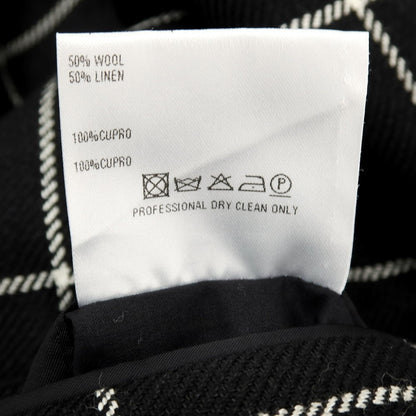 50% WOOL
50% LINEN
100%CUPRO
100%CUPRO
P
PROFESSIONAL DRY CLEAN ONLY